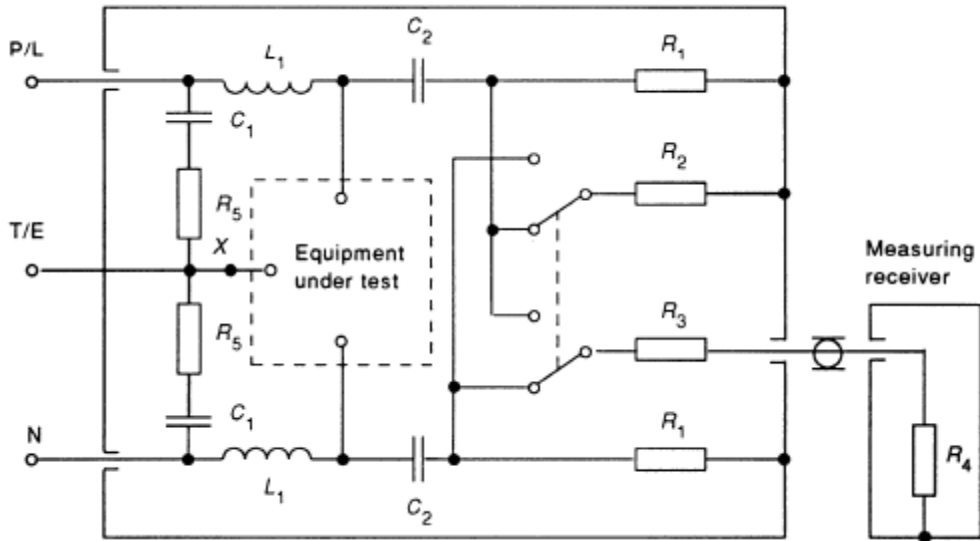 P/L
L1
C2
R1
C1
R2
R5
T/E
X
Equipment
under test
Measuring
receiver
R3
R5
C1
N
L1
C2
R1
R4